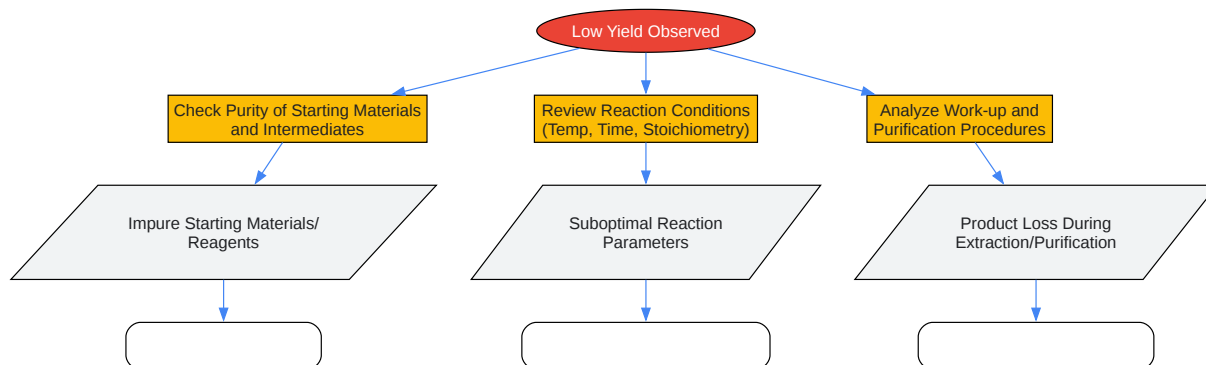 Low Yield Observed
Check Purity of Starting Materials
and Intermediates
Review Reaction Conditions
(Temp, Time, Stoichiometry)
Analyze Work-up and
Purification Procedures
Impure Starting Materials/
Reagents
Suboptimal Reaction
Parameters
Product Loss During
Extraction/Purification